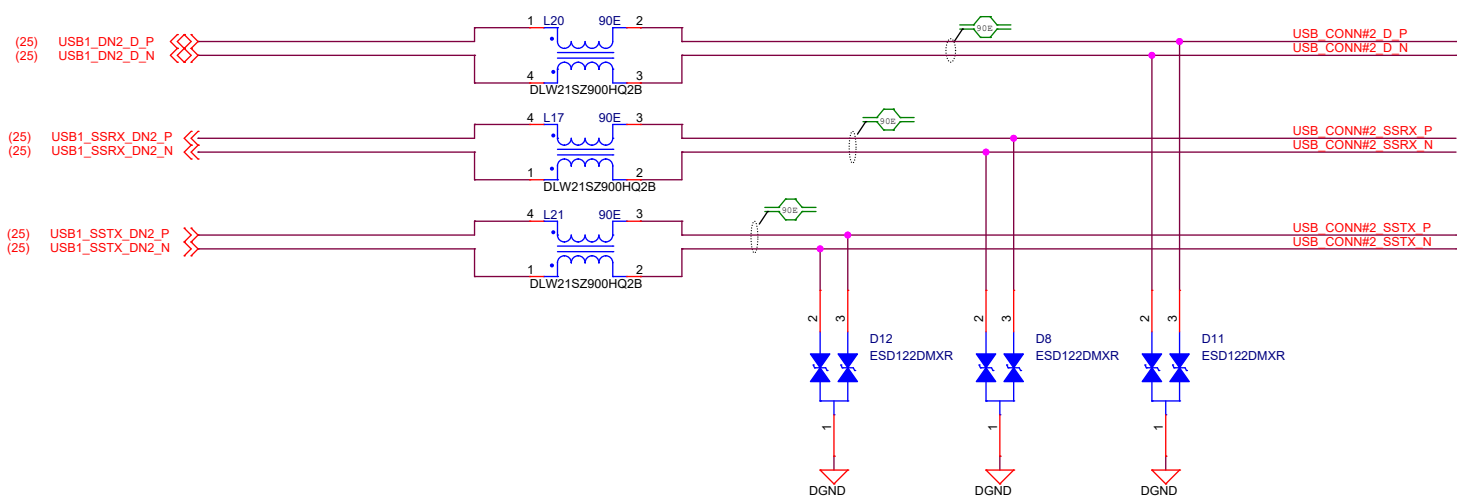 1 L20 90E 2
(25) USB1_DN2_D_P
(25) USB1_DN2_D_N
4 3
DLW21SZ900HQ2B
90E
USB_CONN#2_D_P
USB_CONN#2_D_N
4 L17 90E 3
(25) USB1_SSRX_DN2_P
(25) USB1_SSRX_DN2_N
1 2
DLW21SZ900HQ2B
90E
USB_CONN#2_SSRX_P
USB_CONN#2_SSRX_N
4 L21 90E 3
(25) USB1_SSTX_DN2_P
(25) USB1_SSTX_DN2_N
1 2
DLW21SZ900HQ2B
90E
USB_CONN#2_SSTX_P
USB_CONN#2_SSTX_N
2 3 2 3 2 3
D12 D8 D11
ESD122DMXR ESD122DMXR ESD122DMXR
1 1 1
DGND DGND DGND